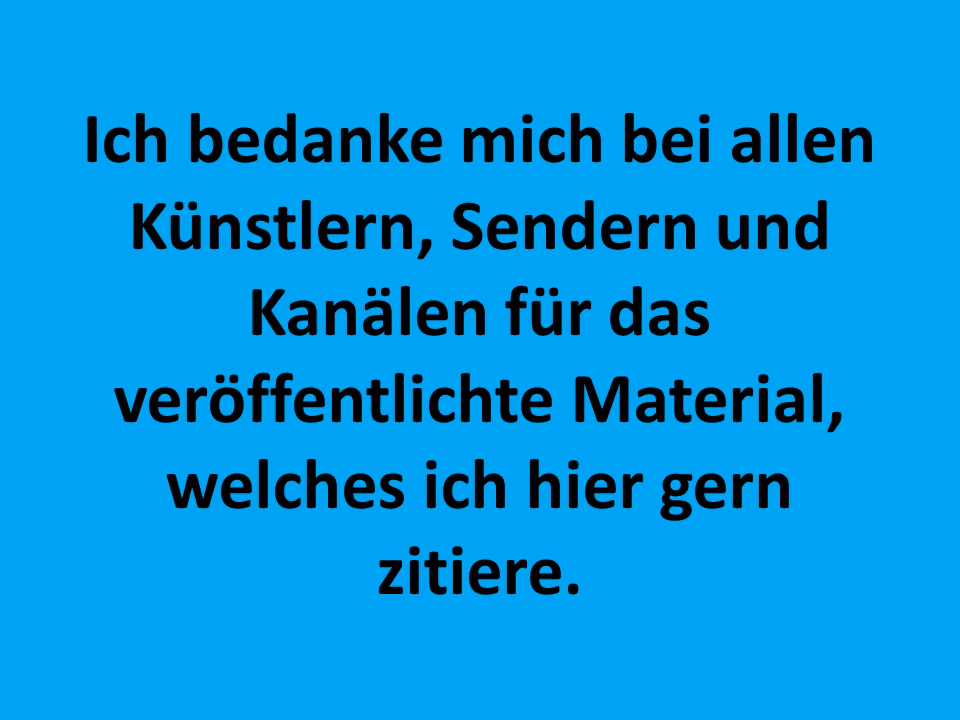 Ich bedanke mich bei allen
Künstlern, Sendern und
Kanälen für das
veröffentlichte Material,
welches ich hier gern
zitiere.